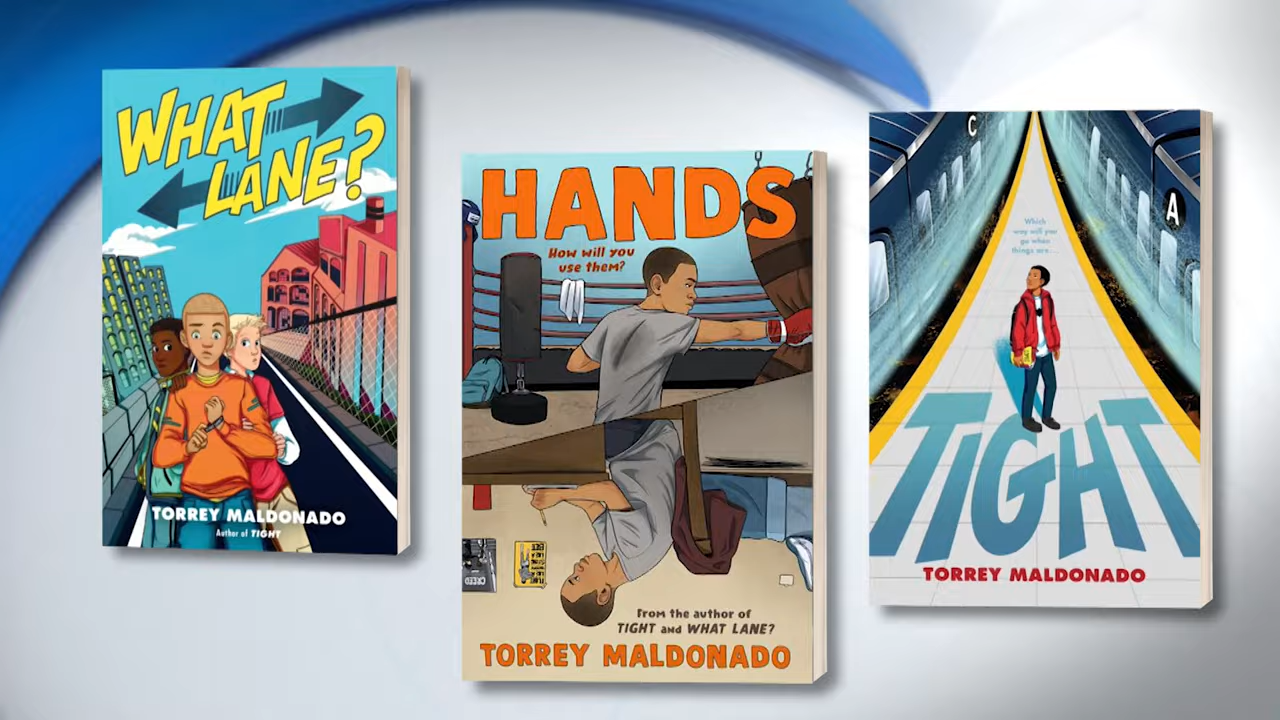 WHAT
LANE?
TORREY MALDONADO
Author of TIGHT
HANDS
How will you
use them?
CREED
From the author of
TIGHT and WHAT LANE?
TORREY MALDONADO
C
A
Which
way will you
go when
things are...
TIGHT
TORREY MALDONADO